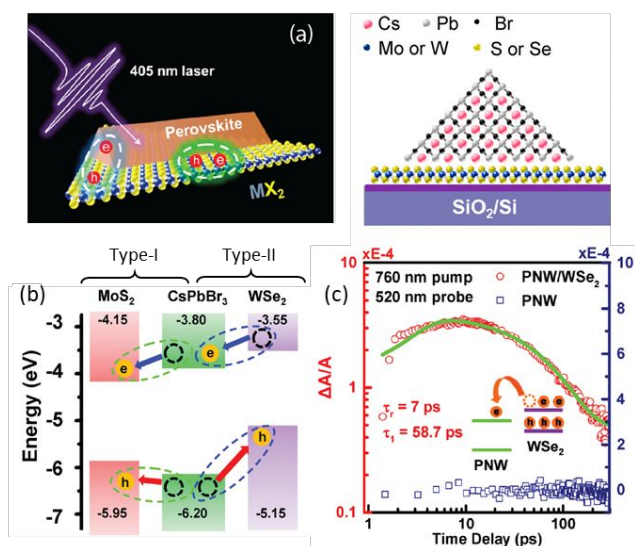 (a)
405 nm laser
Perovskite
e
h
h e
MX2
Cs Pb Br
Mo or W S or Se
SiO2/Si
Type-I Type-II
(b)
MoS2 CsPbBr3 WSe2
-4.15 -3.80 -3.55
e e
h h
-5.95 -6.20 -5.15
Energy (eV)
-3
-4
-5
-6
-7
(c)
xE-4 xE-4
760 nm pump PNW/WSe2
520 nm probe PNW
ΔA/A
10
1
0.1
10
8
6
4
2
0
τr = 7 ps
τ1 = 58.7 ps
e e e
h h h
PNW WSe2
1 10 100
Time Delay (ps)